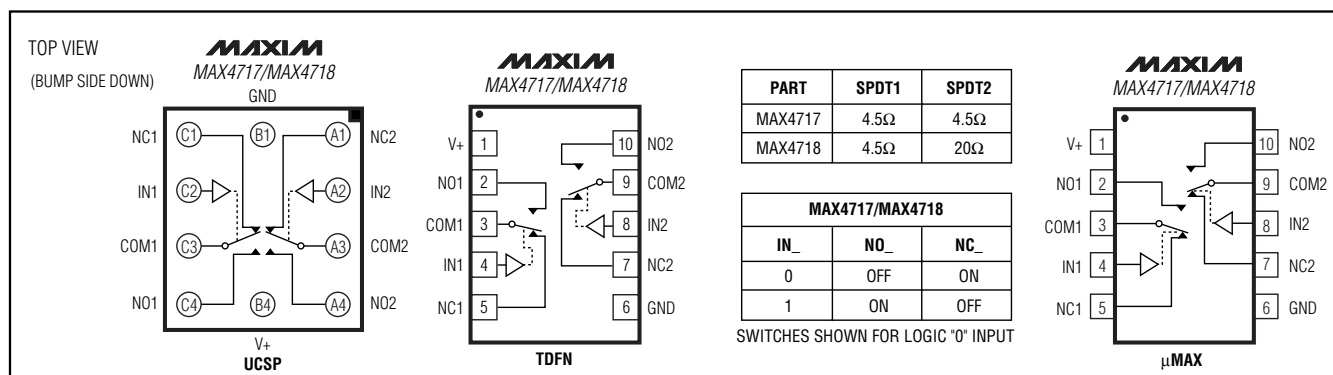 TOP VIEW
(BUMP SIDE DOWN)
MAXIM
MAX4717/MAX4718
GND
NC1 C1 B1 A1 NC2
IN1 C2 A2 IN2
COM1 C3 A3 COM2
NO1 C4 B4 A4 NO2
V+
UCSP
MAXIM
MAX4717/MAX4718
V+ 1 10 NO2
NO1 2 9 COM2
COM1 3 8 IN2
IN1 4 7 NC2
NC1 5 6 GND
TDFN
PART SPDT1 SPDT2
MAX4717 4.5Ω 4.5Ω
MAX4718 4.5Ω 20Ω
MAX4717/MAX4718
IN_ NO_ NC_
0 OFF ON
1 ON OFF
SWITCHES SHOWN FOR LOGIC "0" INPUT
MAXIM
MAX4717/MAX4718
V+ 1 10 NO2
NO1 2 9 COM2
COM1 3 8 IN2
IN1 4 7 NC2
NC1 5 6 GND
μMAX